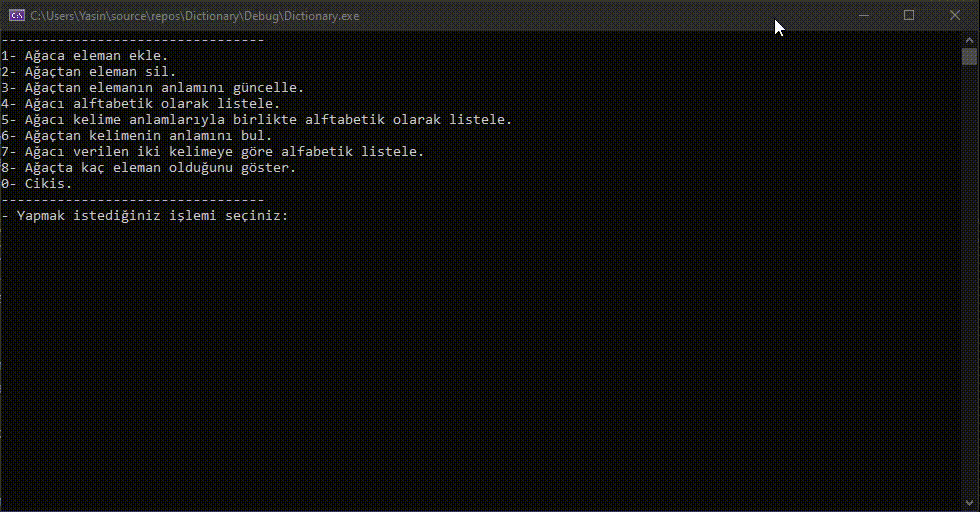 C:\Users\Yasin\source\repos\Dictionary\Debug\Dictionary.exe
---------------------------------
1- Ağaca eleman ekle.
2- Ağaçtan eleman sil.
3- Ağaçtan elemanın anlamını güncelle.
4- Ağacı alftabetik olarak listele.
5- Ağacı kelime anlamlarıyla birlikte alftabetik olarak listele.
6- Ağaçtan kelimenin anlamını bul.
7- Ağacı verilen iki kelimeye göre alfabetik listele.
8- Ağaçta kaç eleman olduğunu göster.
0- Cikis.
---------------------------------
- Yapmak istediğiniz işlemi seçiniz: